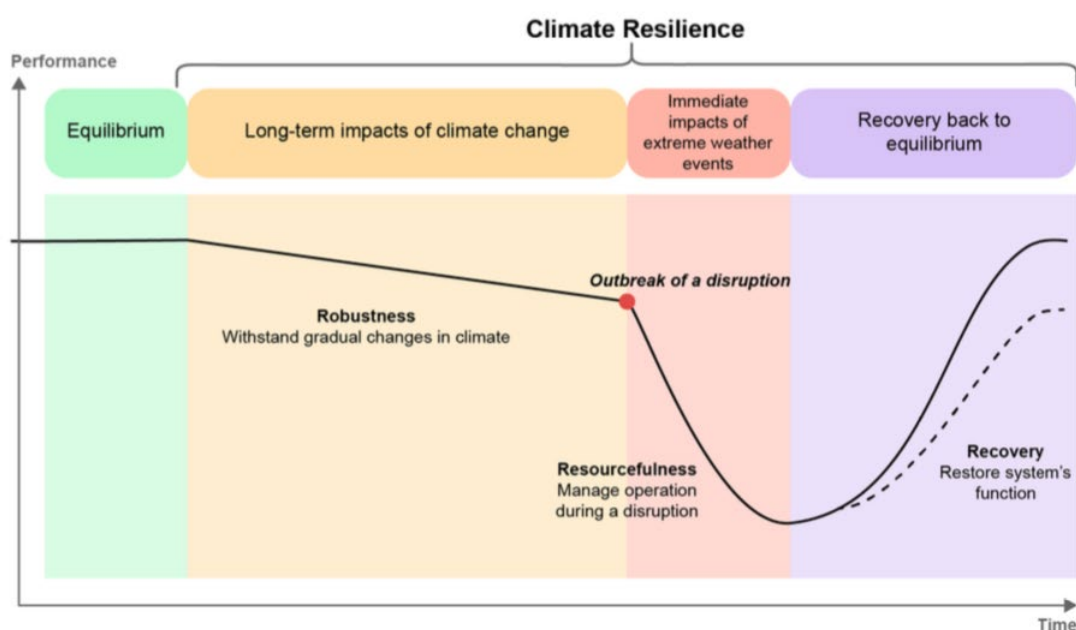 Climate Resilience
Performance
Equilibrium
Long-term impacts of climate change
Immediate
impacts of
extreme weather
events
Recovery back to
equilibrium
Outbreak of a disruption
Robustness
Withstand gradual changes in climate
Resourcefulness
Manage operation
during a disruption
Recovery
Restore system's
function
Time